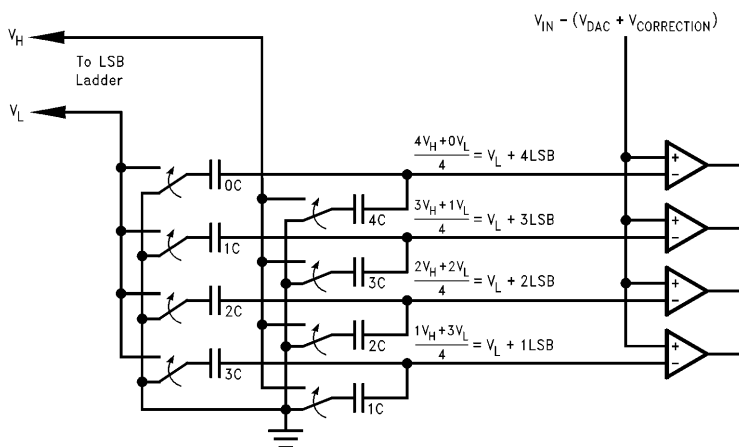 V_IN − (V_DAC + V_CORRECTION)
V_H
To LSB
Ladder
V_L
0C
4C
(4V_H + 0V_L)/4 = V_L + 4LSB
+
−
1C
3C
(3V_H + 1V_L)/4 = V_L + 3LSB
+
−
2C
2C
(2V_H + 2V_L)/4 = V_L + 2LSB
+
−
3C
1C
(1V_H + 3V_L)/4 = V_L + 1LSB
+
−